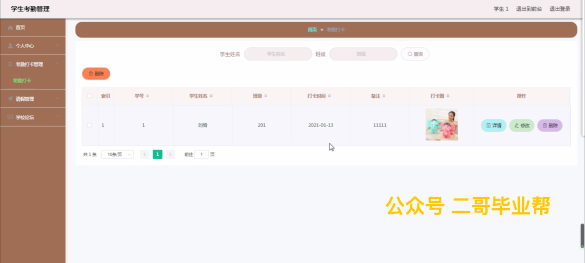 学生考勤管理
学生 1 退出到前台 退出登录
首页
个人中心
考勤打卡管理
考勤打卡
请假管理
学校论坛
首页 考勤打卡
学生姓名 学生姓名 班级 班级 查询
删除
索引 学号 学生姓名 班级 打卡时间 备注 打卡图 操作
1 1 刘明 201 2021-01-13 11111 详情 修改 删除
共 1 条 10条/页 1 前往 1 页
公众号 二哥毕业帮